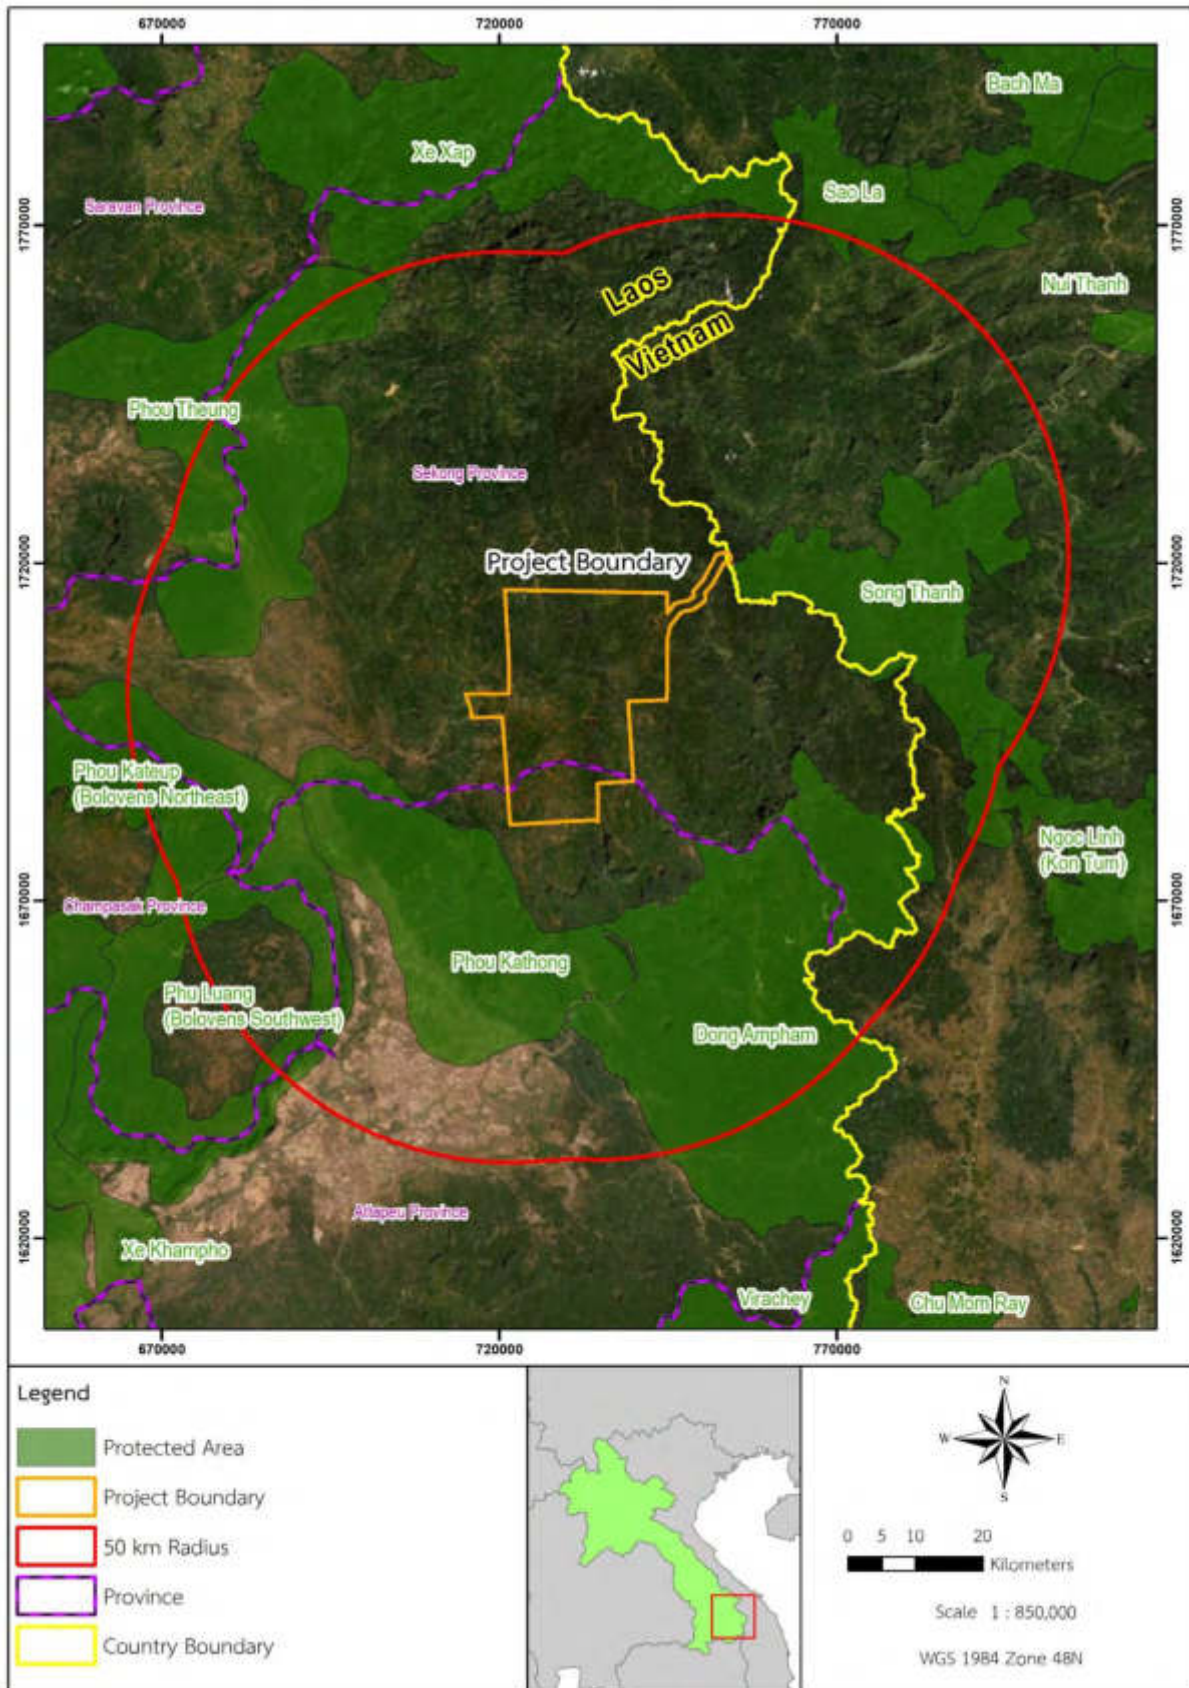 670000 720000 770000
Bach Ma
Xe Xap
Sao La
Saravan Province
1770000 1770000
Nui Thanh
Laos
Vietnam
Phou Theung
Sekong Province
Project Boundary
1720000 1720000
Song Thanh
Phou Kateup
(Bolovens Northeast)
Ngoc Linh
(Kon Tum)
1670000 1670000
Champasak Province
Phou Kathong
Phu Luang
(Bolovens Southwest)
Dong Ampham
Attapeu Province
1620000 1620000
Xe Khampho
Virachey
Chu Mom Ray
670000 720000 770000
Legend
Protected Area
Project Boundary
50 km Radius
Province
Country Boundary
N
W E
S
0 5 10 20
Kilometers
Scale 1 : 850,000
WGS 1984 Zone 48N